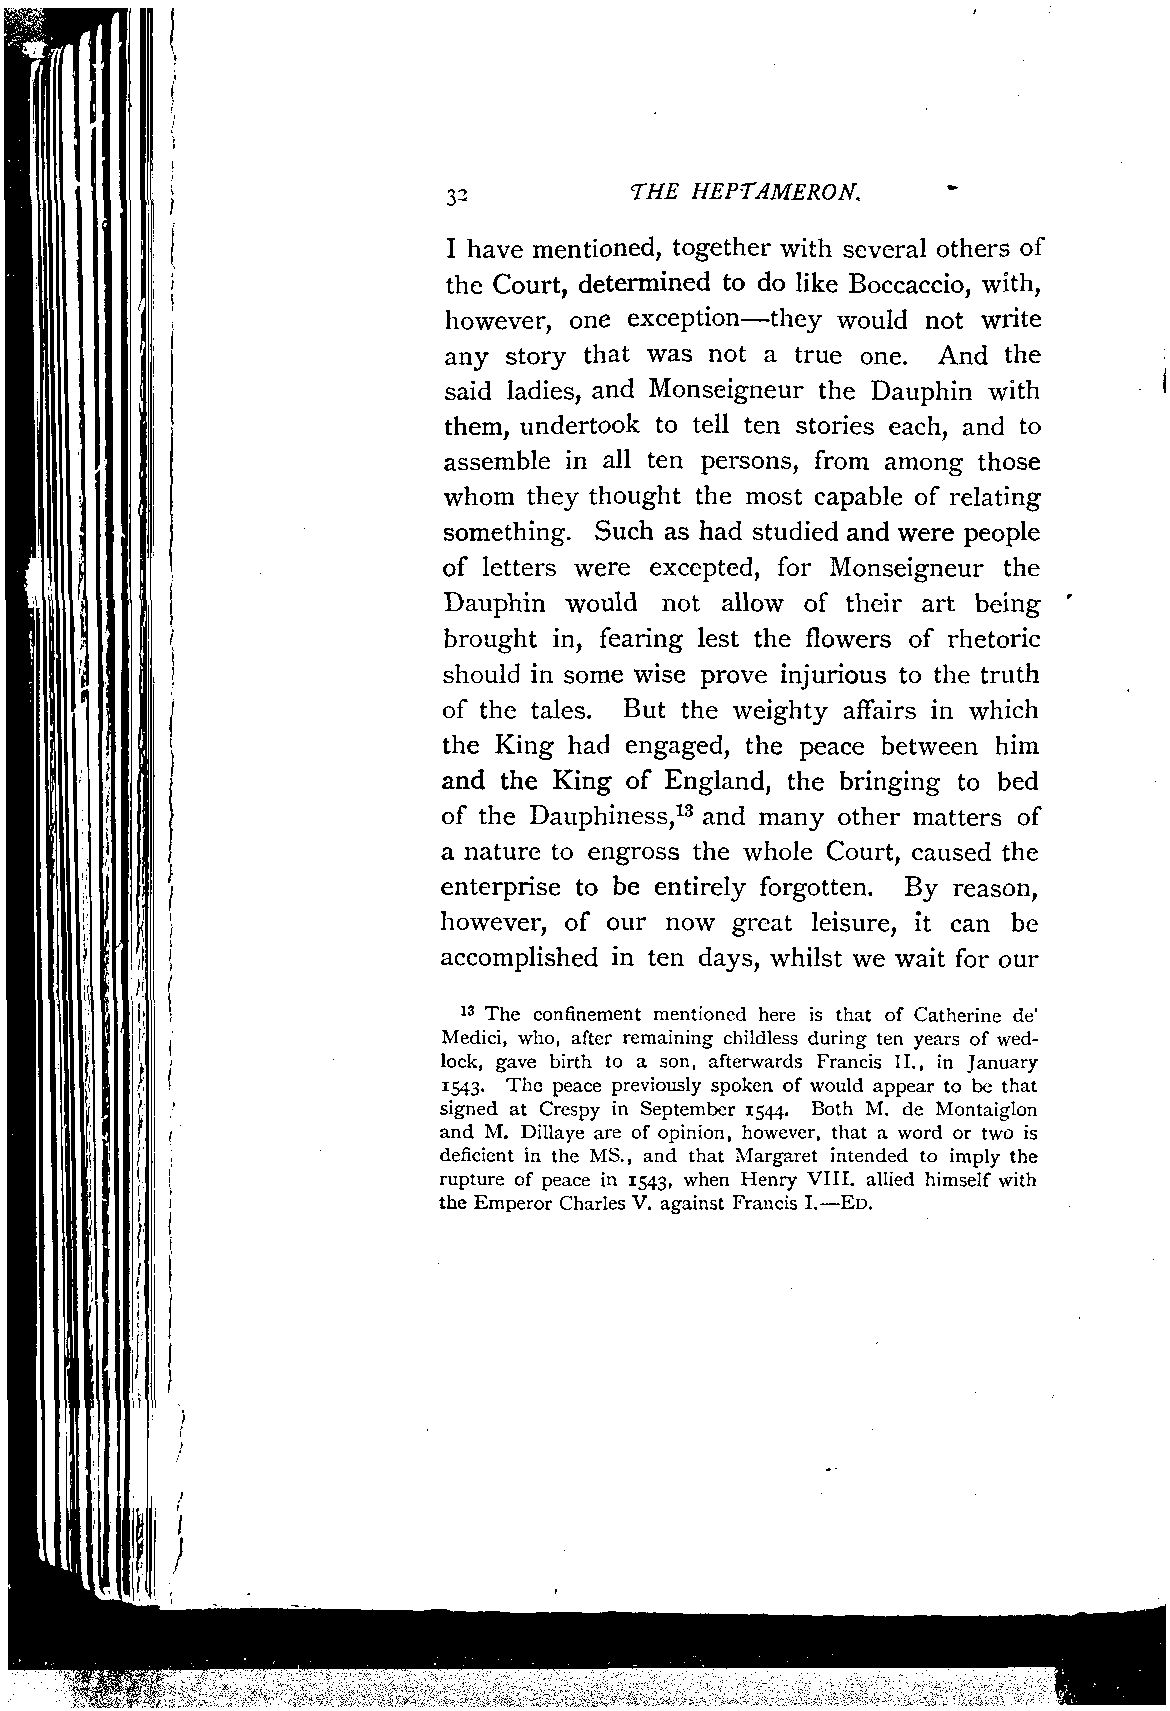 32 THE HEPTAMERON.
I have mentioned, together with several others of
the Court, determined to do like Boccaccio, with,
however, one exception—they would not write
any story that was not a true one. And the
said ladies, and Monseigneur the Dauphin with
them, undertook to tell ten stories each, and to
assemble in all ten persons, from among those
whom they thought the most capable of relating
something. Such as had studied and were people
of letters were excepted, for Monseigneur the
Dauphin would not allow of their art being
brought in, fearing lest the flowers of rhetoric
should in some wise prove injurious to the truth
of the tales. But the weighty affairs in which
the King had engaged, the peace between him
and the King of England, the bringing to bed
of the Dauphiness,¹³ and many other matters of
a nature to engross the whole Court, caused the
enterprise to be entirely forgotten. By reason,
however, of our now great leisure, it can be
accomplished in ten days, whilst we wait for our
¹³ The confinement mentioned here is that of Catherine de'
Medici, who, after remaining childless during ten years of wed-
lock, gave birth to a son, afterwards Francis II., in January
1543. The peace previously spoken of would appear to be that
signed at Crespy in September 1544. Both M. de Montaiglon
and M. Dillaye are of opinion, however, that a word or two is
deficient in the MS., and that Margaret intended to imply the
rupture of peace in 1543, when Henry VIII. allied himself with
the Emperor Charles V. against Francis I.—ED.